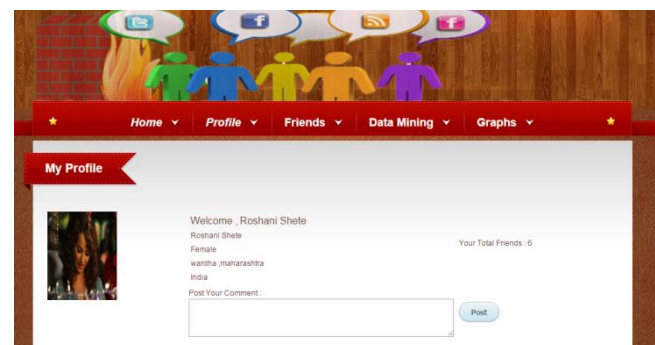 Home Profile Friends Data Mining Graphs
My Profile
Welcome , Roshani Shete
Roshani Shete
Female
Your Total Friends : 6
wardha ,maharashtra
India
Post Your Comment :
Post